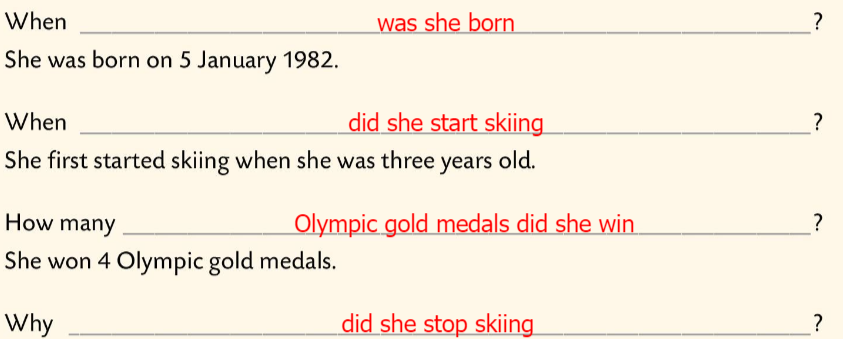 When was she born ?
She was born on 5 January 1982.
When did she start skiing ?
She first started skiing when she was three years old.
How many Olympic gold medals did she win ?
She won 4 Olympic gold medals.
Why did she stop skiing ?